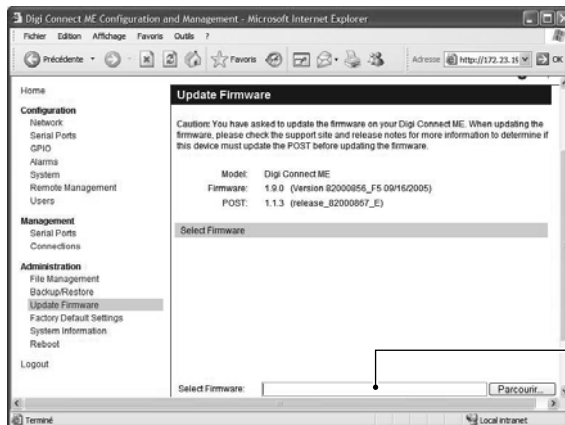 Digi Connect ME Configuration and Management - Microsoft Internet Explorer
Fichier Edition Affichage Favoris Outils ?
Précédente Favoris Adresse http://172.23.19 OK
Home
Configuration
Network
Serial Ports
GPIO
Alarms
System
Remote Management
Users
Management
Serial Ports
Connections
Administration
File Management
Backup/Restore
Update Firmware
Factory Default Settings
System Information
Reboot
Logout
Update Firmware
Caution: You have asked to update the firmware on your Digi Connect ME. When updating the
firmware, please check the support site and release notes for more information to determine if
this device must update the POST before updating the firmware.
Model: Digi Connect ME
Firmware: 1.9.0 (Version 82000856_F5 09/16/2005)
POST: 1.1.3 (release_82000867_E)
Select Firmware
Select Firmware: Parcourir...
Terminé Local intranet